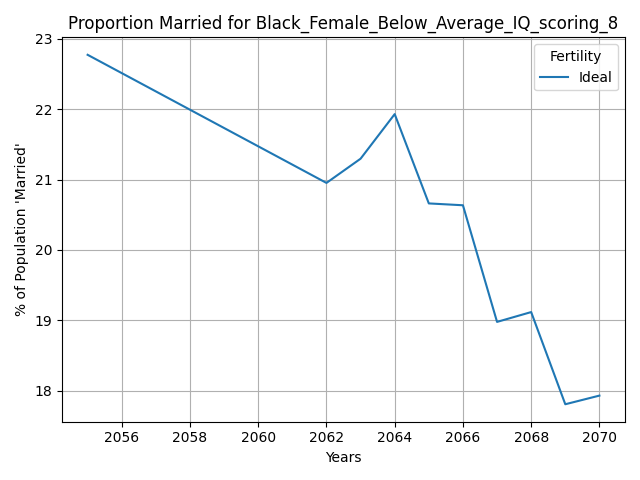 Proportion Married for Black_Female_Below_Average_IQ_scoring_8
% of Population 'Married'
23
22
21
20
19
18
Fertility
Ideal
2056 2058 2060 2062 2064 2066 2068 2070
Years